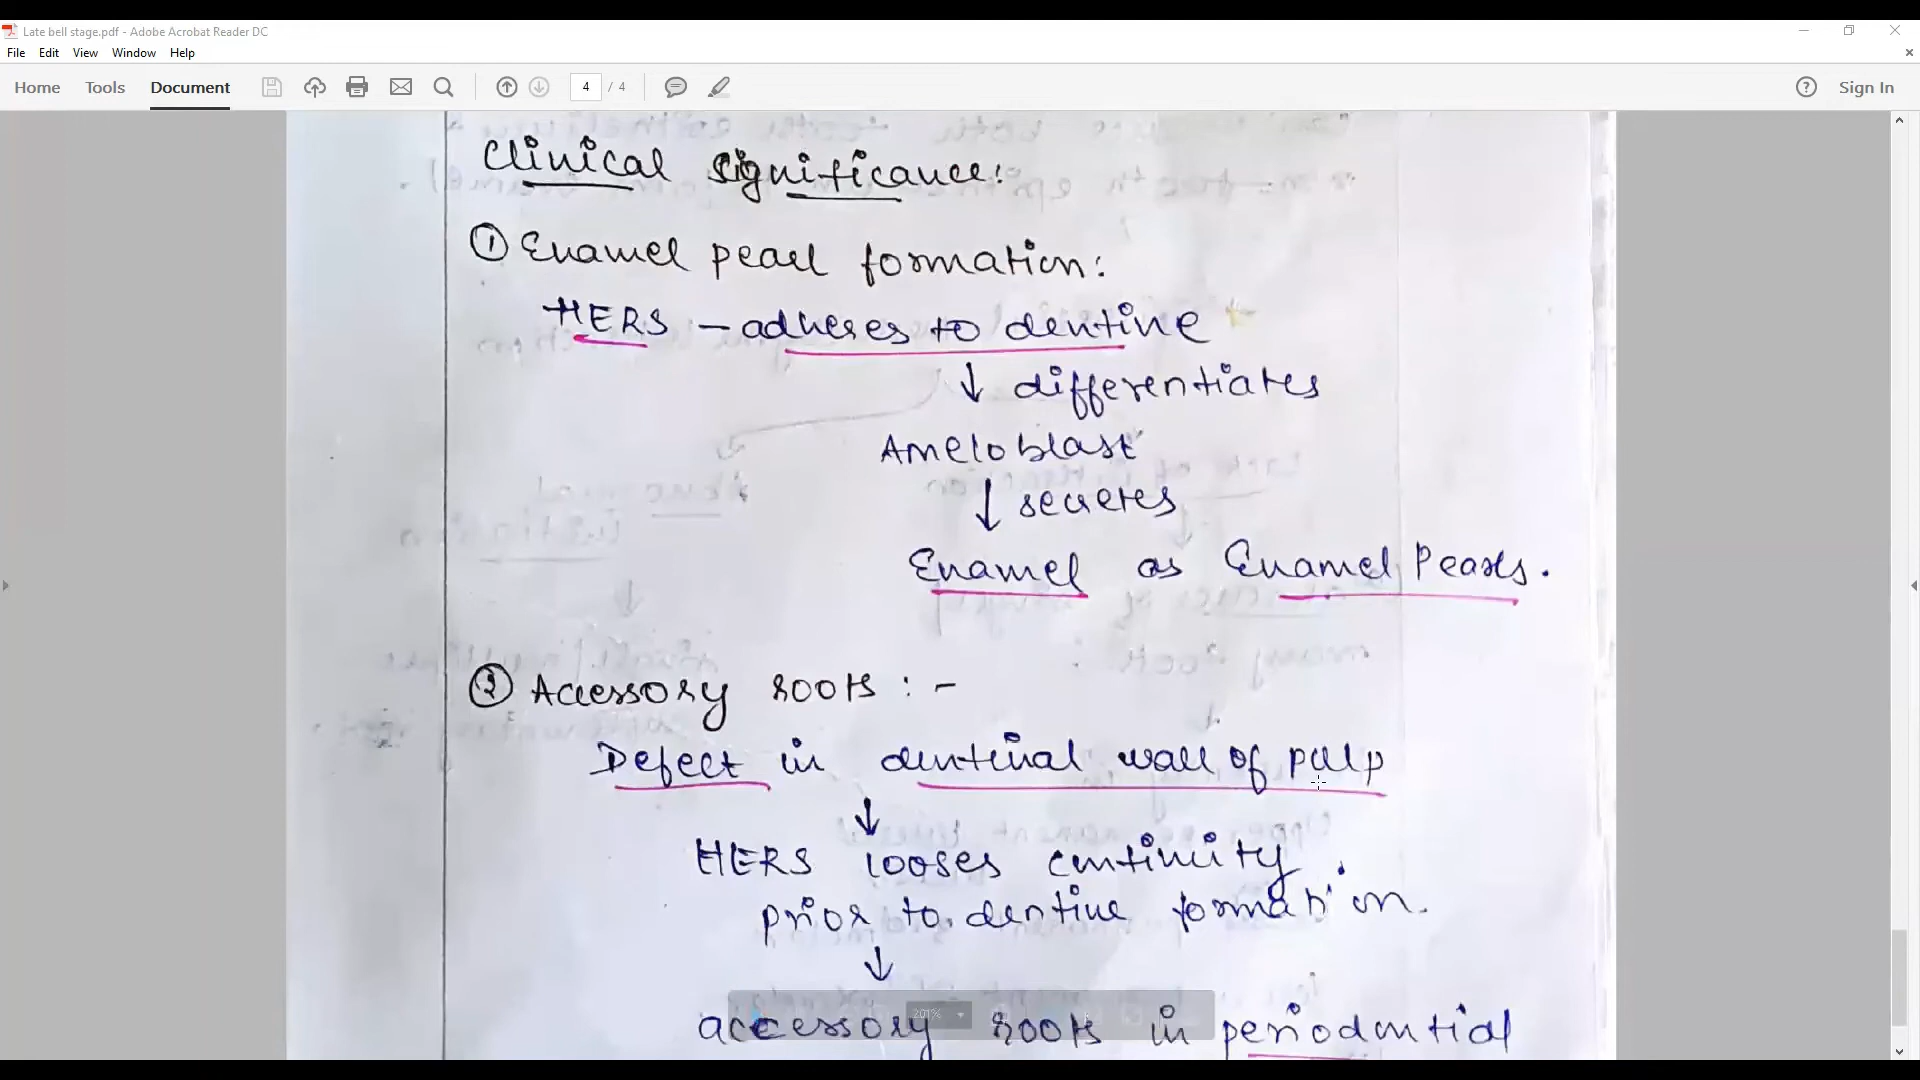 Late bell stage.pdf - Adobe Acrobat Reader DC
File Edit View Window Help
Home Tools Document 4 / 4 Sign In
Clinical significance:
① Enamel pearl formation:
HERS - adheres to dentine
↓ differentiates
Ameloblast
↓ secretes
Enamel as Enamel Pearls.
② Accessory roots : -
Defect in dentinal wall of pulp
↓
HERS looses continuity
prior to dentine formation.
↓
201%
accessory roots in periodontial